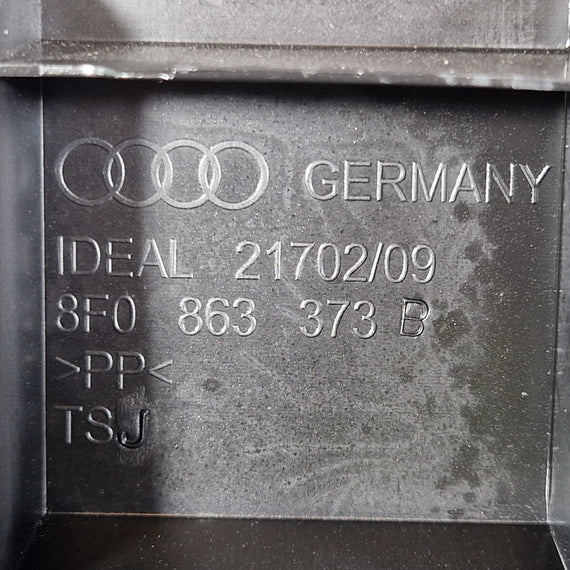 GERMANY
IDEAL 21702/09
8F0 863 373 B
>PP<
TSJ